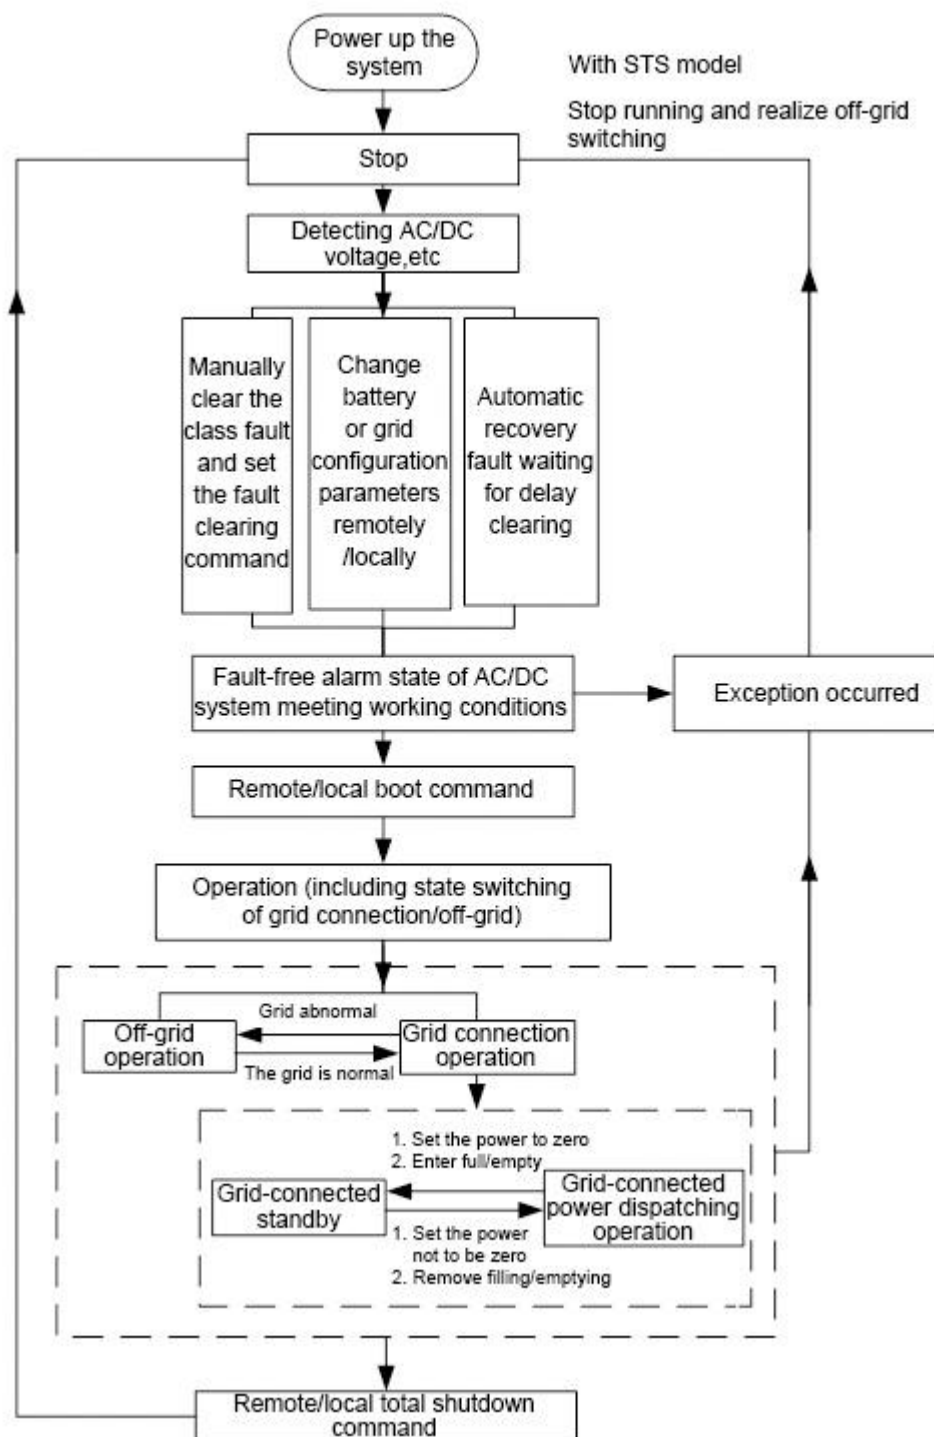 Power up the
system
With STS model
Stop running and realize off-grid
switching
Stop
Detecting AC/DC
voltage,etc
Manually
clear the
class fault
and set
the fault
clearing
command
Change
battery
or grid
configuration
parameters
remotely
/locally
Automatic
recovery
fault waiting
for delay
clearing
Fault-free alarm state of AC/DC
system meeting working conditions
Exception occurred
Remote/local boot command
Operation (including state switching
of grid connection/off-grid)
Grid abnormal
Off-grid
operation
Grid connection
operation
The grid is normal
1. Set the power to zero
2. Enter full/empty
Grid-connected
standby
Grid-connected
power dispatching
operation
1. Set the power
not to be zero
2. Remove filling/emptying
Remote/local total shutdown
command